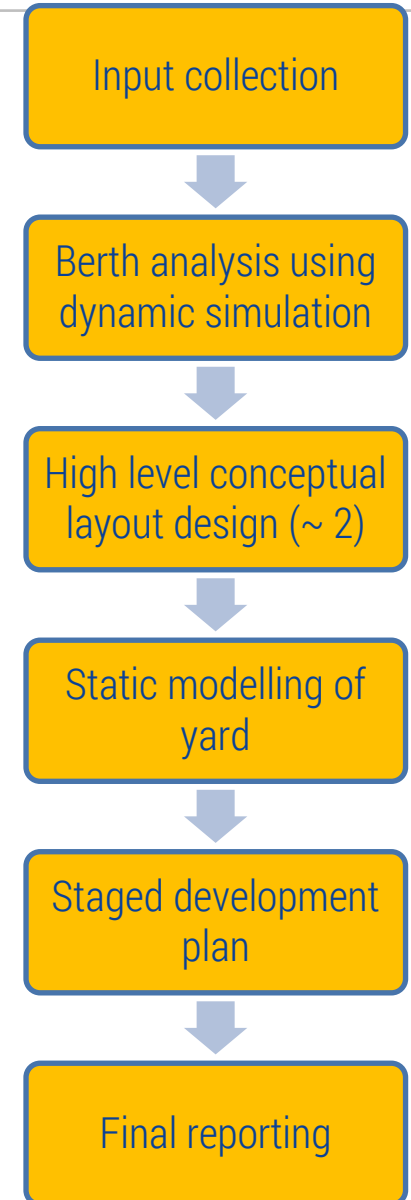 Input collection
Berth analysis using
dynamic simulation
High level conceptual
layout design (~ 2)
Static modelling of
yard
Staged development
plan
Final reporting